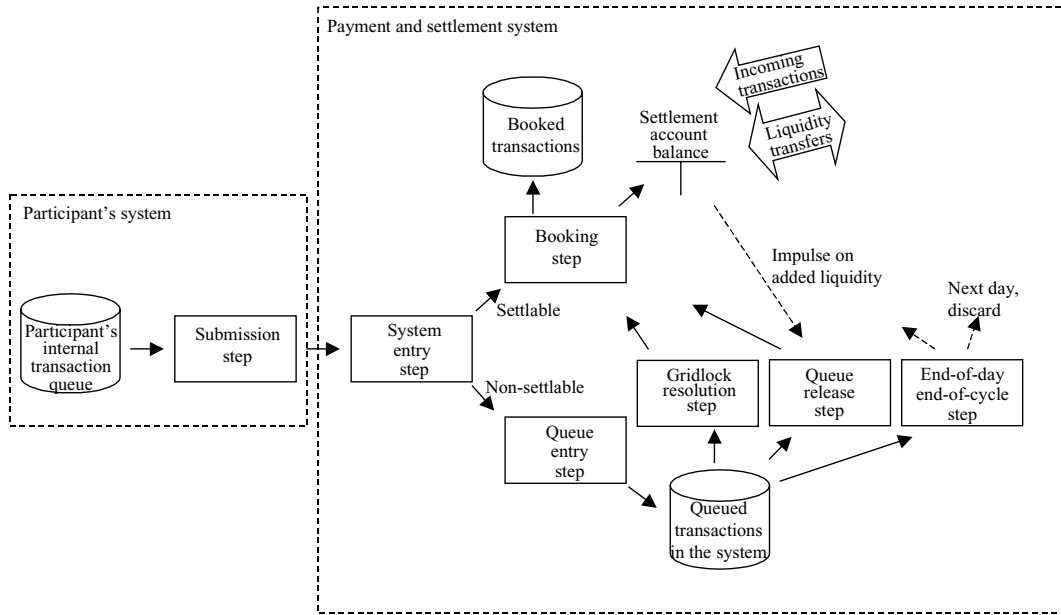 Payment and settlement system
Incoming
transactions
Liquidity
transfers
Booked
transactions
Settlement
account
balance
Participant’s system
Booking
step
Impulse on
added liquidity
Next day,
discard
Participant’s
internal
transaction
queue
Submission
step
System
entry
step
Settlable
Non-settlable
Gridlock
resolution
step
Queue
release
step
End-of-day
end-of-cycle
step
Queue
entry
step
Queued
transactions
in the system